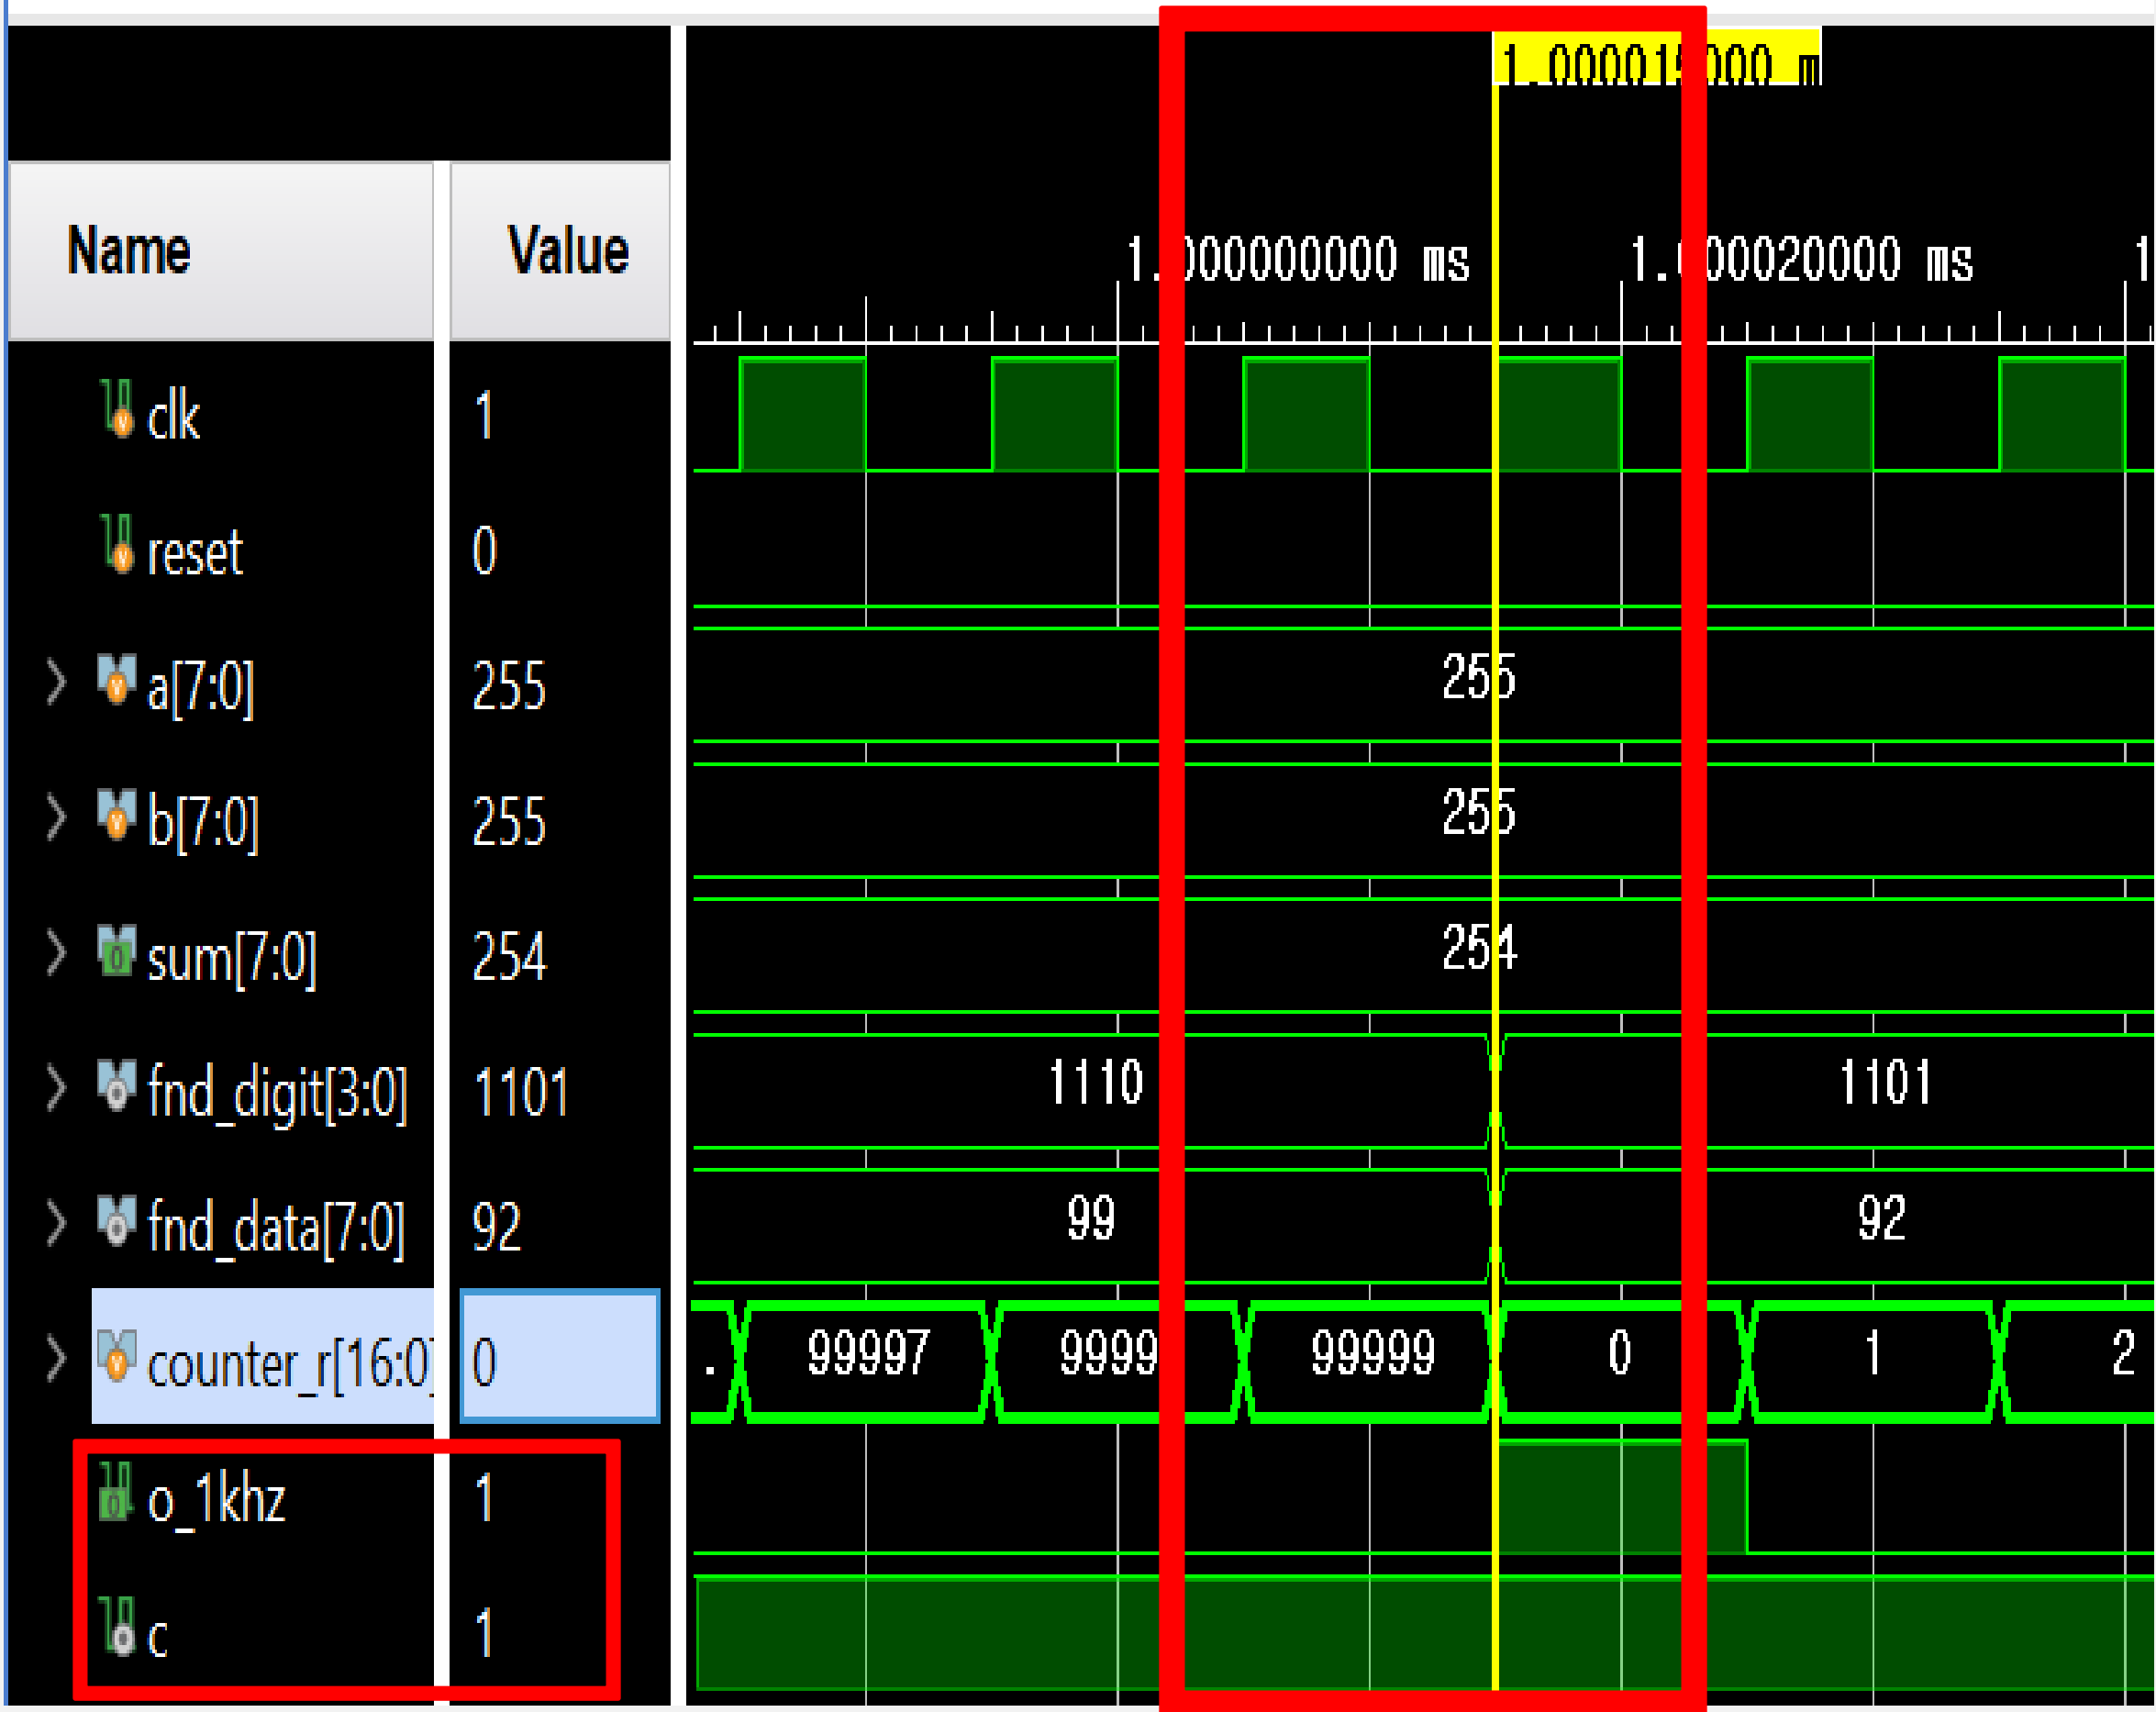 1.000015000 m
Name Value
1.000000000 ms 1.000020000 ms 1
clk 1
reset 0
a[7:0] 255 255
b[7:0] 255 255
sum[7:0] 254 254
fnd_digit[3:0] 1101 1110 1101
fnd_data[7:0] 92 99 92
counter_r[16:0] 0 . 99997 9999 99999 0 1 2
o_1khz 1
c 1